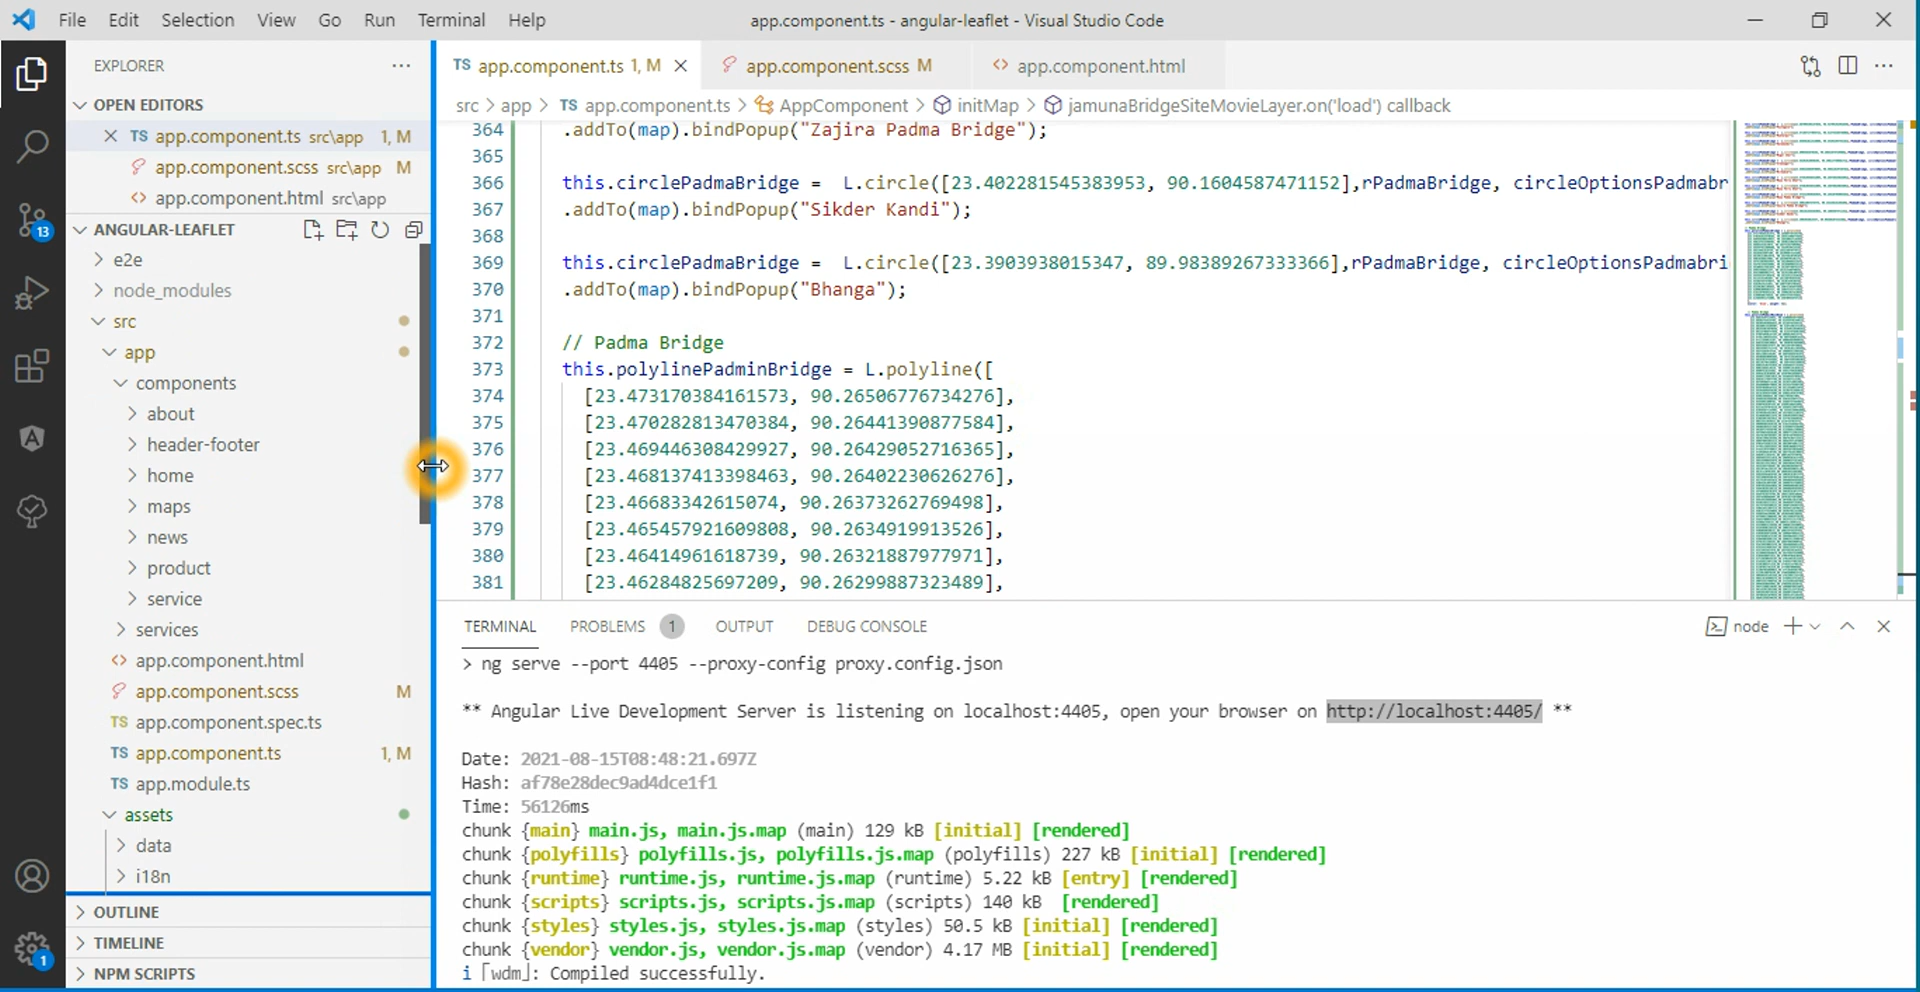 File Edit Selection View Go Run Terminal Help
app.component.ts - angular-leaflet - Visual Studio Code
EXPLORER
OPEN EDITORS
TS app.component.ts src\app 1, M
app.component.scss src\app M
<> app.component.html src\app
ANGULAR-LEAFLET
e2e
node_modules
src
app
components
about
header-footer
home
maps
news
product
service
services
<> app.component.html
app.component.scss M
TS app.component.spec.ts
TS app.component.ts 1, M
TS app.module.ts
assets
data
i18n
OUTLINE
TIMELINE
NPM SCRIPTS
13
1
TS app.component.ts 1, M
app.component.scss M
<> app.component.html
src > app > TS app.component.ts > AppComponent > initMap > jamunaBridgeSiteMovieLayer.on('load') callback
364 .addTo(map).bindPopup("Zajira Padma Bridge");
365
366 this.circlePadmaBridge = L.circle([23.402281545383953, 90.1604587471152],rPadmaBridge, circleOptionsPadmabr
367 .addTo(map).bindPopup("Sikder Kandi");
368
369 this.circlePadmaBridge = L.circle([23.3903938015347, 89.98389267333366],rPadmaBridge, circleOptionsPadmabri
370 .addTo(map).bindPopup("Bhanga");
371
372 // Padma Bridge
373 this.polylinePadminBridge = L.polyline([
374 [23.473170384161573, 90.26506776734276],
375 [23.470282813470384, 90.26441390877584],
376 [23.469446308429927, 90.26429052716365],
377 [23.468137413398463, 90.26402230626276],
378 [23.46683342615074, 90.26373262769498],
379 [23.465457921609808, 90.2634919913526],
380 [23.46414961618739, 90.26321887977971],
381 [23.46284825697209, 90.26299887323489],
TERMINAL PROBLEMS 1 OUTPUT DEBUG CONSOLE
node
> ng serve --port 4405 --proxy-config proxy.config.json
** Angular Live Development Server is listening on localhost:4405, open your browser on http://localhost:4405/ **
Date: 2021-08-15T08:48:21.697Z
Hash: af78e28dec9ad4dce1f1
Time: 56126ms
chunk {main} main.js, main.js.map (main) 129 kB [initial] [rendered]
chunk {polyfills} polyfills.js, polyfills.js.map (polyfills) 227 kB [initial] [rendered]
chunk {runtime} runtime.js, runtime.js.map (runtime) 5.22 kB [entry] [rendered]
chunk {scripts} scripts.js, scripts.js.map (scripts) 140 kB [rendered]
chunk {styles} styles.js, styles.js.map (styles) 50.5 kB [initial] [rendered]
chunk {vendor} vendor.js, vendor.js.map (vendor) 4.17 MB [initial] [rendered]
i ｢wdm｣: Compiled successfully.